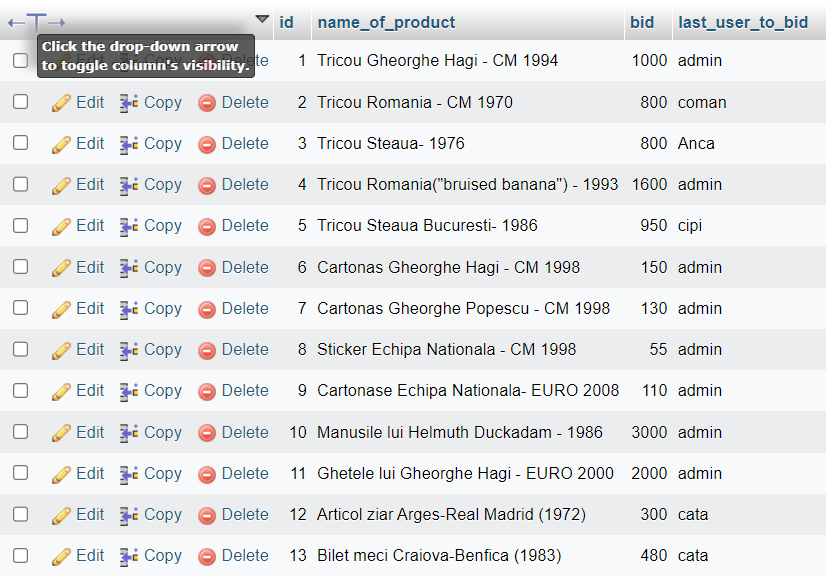 id name_of_product bid last_user_to_bid
Click the drop-down arrow
to toggle column's visibility.
1 Tricou Gheorghe Hagi - CM 1994 1000 admin
Edit Copy Delete 2 Tricou Romania - CM 1970 800 coman
Edit Copy Delete 3 Tricou Steaua- 1976 800 Anca
Edit Copy Delete 4 Tricou Romania("bruised banana") - 1993 1600 admin
Edit Copy Delete 5 Tricou Steaua Bucuresti- 1986 950 cipi
Edit Copy Delete 6 Cartonas Gheorghe Hagi - CM 1998 150 admin
Edit Copy Delete 7 Cartonas Gheorghe Popescu - CM 1998 130 admin
Edit Copy Delete 8 Sticker Echipa Nationala - CM 1998 55 admin
Edit Copy Delete 9 Cartonase Echipa Nationala- EURO 2008 110 admin
Edit Copy Delete 10 Manusile lui Helmuth Duckadam - 1986 3000 admin
Edit Copy Delete 11 Ghetele lui Gheorghe Hagi - EURO 2000 2000 admin
Edit Copy Delete 12 Articol ziar Arges-Real Madrid (1972) 300 cata
Edit Copy Delete 13 Bilet meci Craiova-Benfica (1983) 480 cata